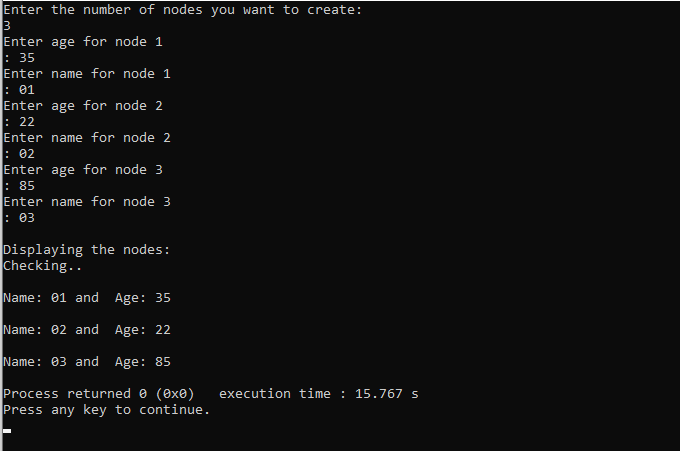 Enter the number of nodes you want to create:
3
Enter age for node 1
: 35
Enter name for node 1
: 01
Enter age for node 2
: 22
Enter name for node 2
: 02
Enter age for node 3
: 85
Enter name for node 3
: 03
Displaying the nodes:
Checking..
Name: 01 and  Age: 35
Name: 02 and  Age: 22
Name: 03 and  Age: 85
Process returned 0 (0x0)   execution time : 15.767 s
Press any key to continue.